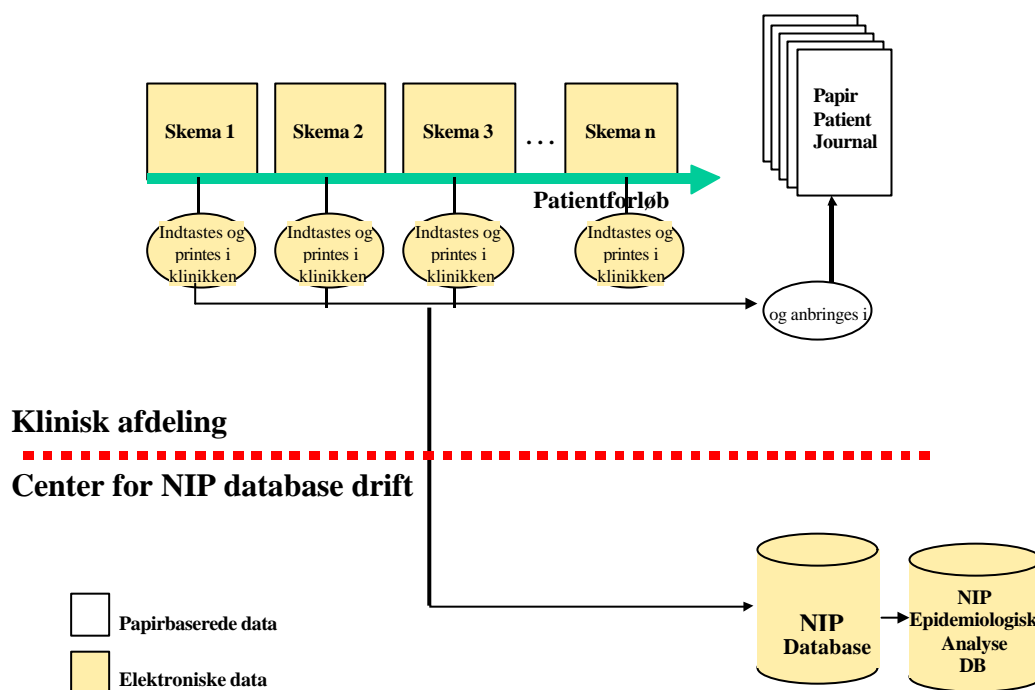 Papir
Patient
Journal
Skema 1
Skema 2
Skema 3
...
Skema n
Patientforløb
Indtastes og
printes i
klinikken
Indtastes og
printes i
klinikken
Indtastes og
printes i
klinikken
Indtastes og
printes i
klinikken
og anbringes i
Klinisk afdeling
Center for NIP database drift
NIP
Database
NIP
Epidemiologisk
Analyse
DB
Papirbaserede data
Elektroniske data